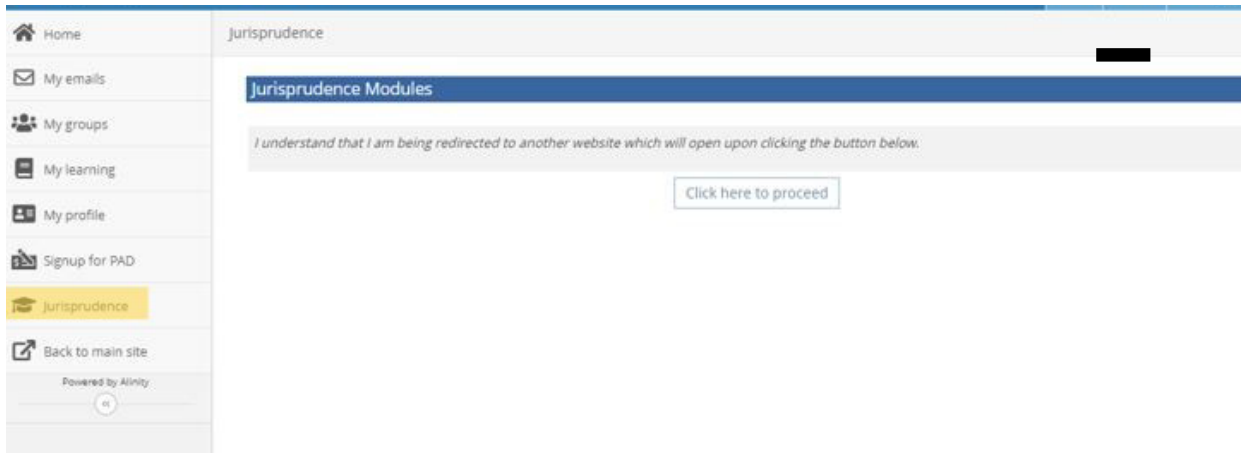 Home
My emails
My groups
My learning
My profile
Signup for PAD
Jurisprudence
Back to main site
Powered by Alinity
Jurisprudence
Jurisprudence Modules
I understand that I am being redirected to another website which will open upon clicking the button below.
Click here to proceed